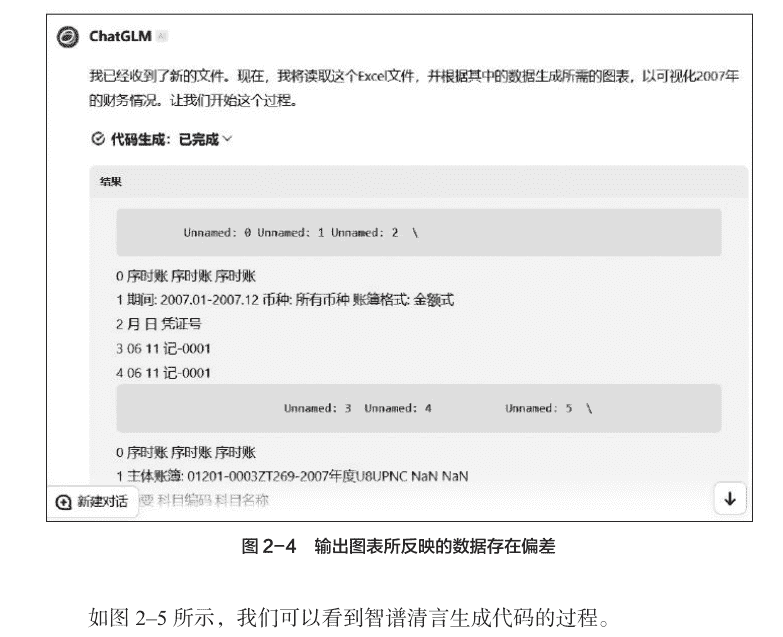 ChatGLM AI
我已经收到了新的文件。现在，我将读取这个Excel文件，并根据其中的数据生成所需的图表，以可视化2007年
的财务情况。让我们开始这个过程。
代码生成：已完成
结果
Unnamed: 0 Unnamed: 1 Unnamed: 2 \
0 序时账 序时账 序时账
1 期间: 2007.01-2007.12 币种: 所有币种 账簿格式: 金额式
2 月 日 凭证号
3 06 11 记-0001
4 06 11 记-0001
Unnamed: 3 Unnamed: 4 Unnamed: 5 \
0 序时账 序时账 序时账
1 主体账簿: 01201-0003ZT269-2007年度U8UPNC NaN NaN
新建对话 要 科目编码 科目名称
图 2-4 输出图表所反映的数据存在偏差
如图 2-5 所示，我们可以看到智谱清言生成代码的过程。